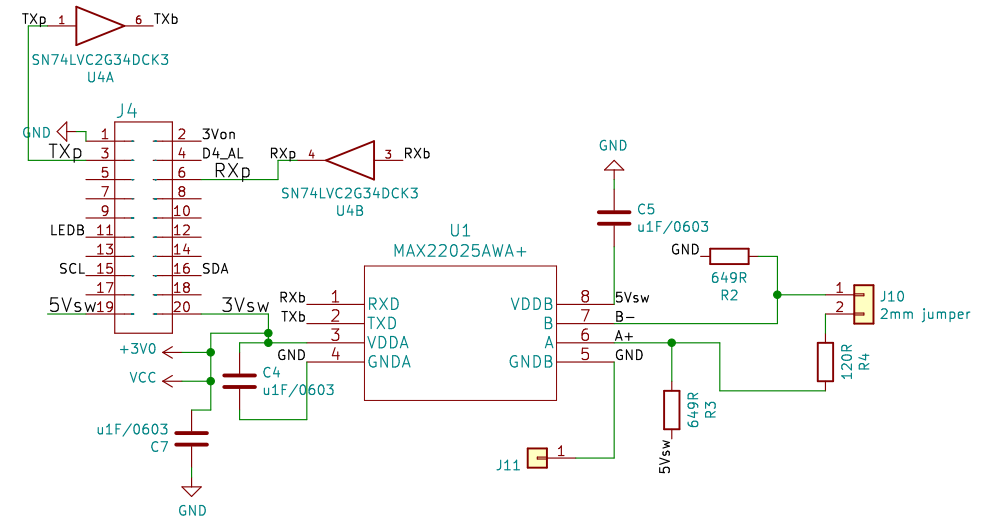 TXp 1 6 TXb
SN74LVC2G34DCK3
U4A
J4
GND 1 2 3Von
TXp 3 4 D4_AL
5 6 RXp
RXp 4 3 RXb
SN74LVC2G34DCK3
U4B
7 8
9 10
LEDB 11 12
13 14
SCL 15 16 SDA
17 18
5Vsw 19 20 3Vsw
+3V0
VCC
C4
u1F/0603
u1F/0603
C7
GND
U1
MAX22025AWA+
RXb 1 RXD
TXb 2 TXD
3 VDDA
GND 4 GNDA
VDDB 8 5Vsw
B 7 B-
A 6 A+
GNDB 5 GND
GND
C5
u1F/0603
GND
649R
R2
1 J10
2 2mm jumper
120R
R4
649R
R3
5Vsw
J11 1